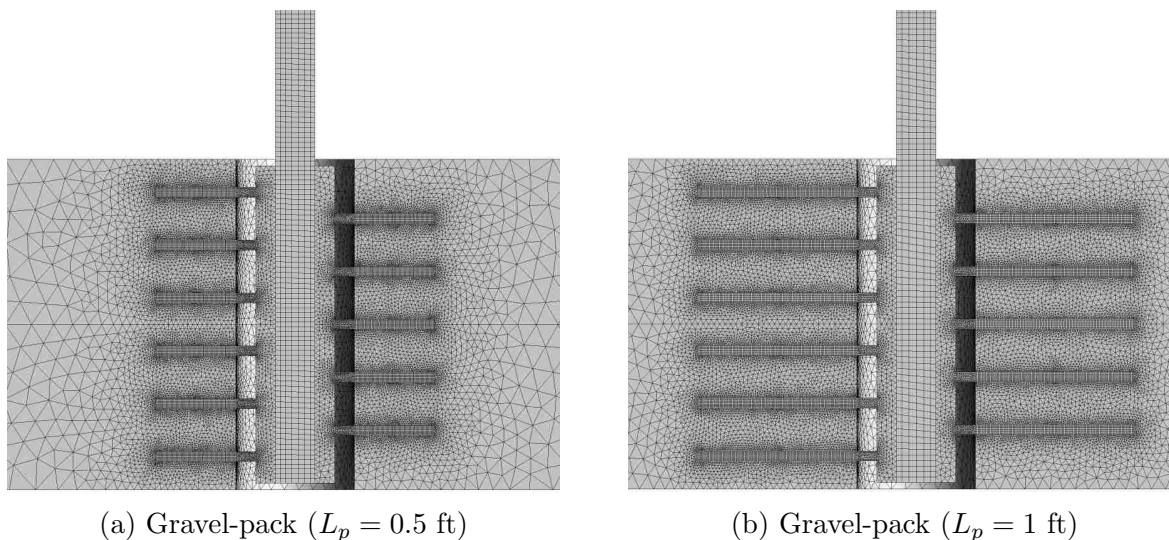 (a) Gravel-pack (L_p = 0.5 ft)
(b) Gravel-pack (L_p = 1 ft)